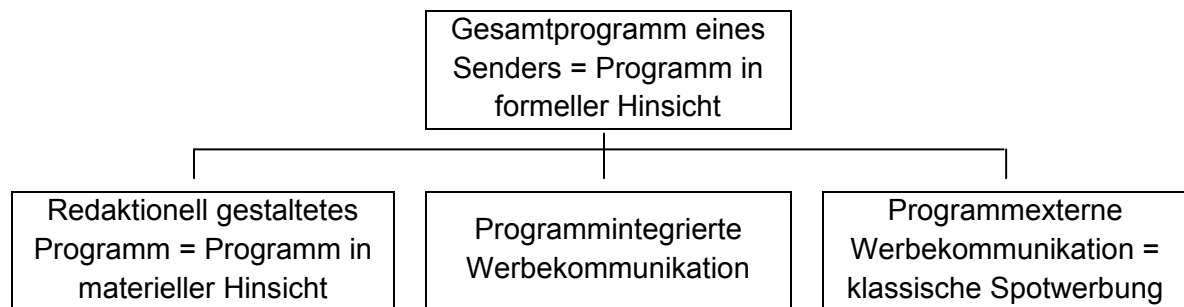 Gesamtprogramm eines
Senders = Programm in
formeller Hinsicht
Redaktionell gestaltetes
Programm = Programm in
materieller Hinsicht
Programmintegrierte
Werbekommunikation
Programmexterne
Werbekommunikation =
klassische Spotwerbung